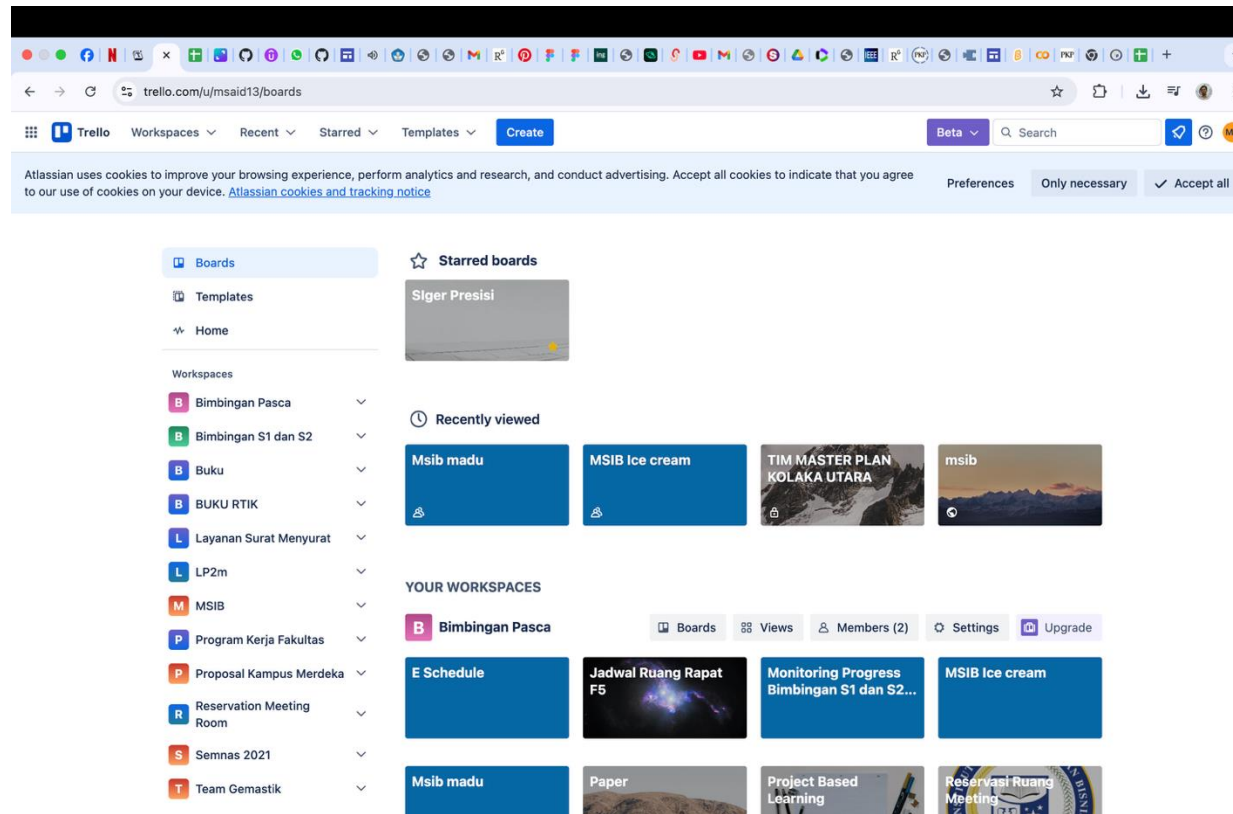 trello.com/u/msaid13/boards
Trello Workspaces Recent Starred Templates Create Beta Search
Atlassian uses cookies to improve your browsing experience, perform analytics and research, and conduct advertising. Accept all cookies to indicate that you agree
to our use of cookies on your device. Atlassian cookies and tracking notice
Preferences Only necessary Accept all
Boards
Templates
Home
Workspaces
B Bimbingan Pasca
B Bimbingan S1 dan S2
B Buku
B BUKU RTIK
L Layanan Surat Menyurat
L LP2m
M MSIB
P Program Kerja Fakultas
P Proposal Kampus Merdeka
R Reservation Meeting
Room
S Semnas 2021
T Team Gemastik
Starred boards
SIger Presisi
Recently viewed
Msib madu
MSIB Ice cream
TIM MASTER PLAN
KOLAKA UTARA
msib
YOUR WORKSPACES
B Bimbingan Pasca
Boards Views Members (2) Settings Upgrade
E Schedule
Jadwal Ruang Rapat
F5
Monitoring Progress
Bimbingan S1 dan S2...
MSIB Ice cream
Msib madu
Paper
Project Based
Learning
Reservasi Ruang
Meeting